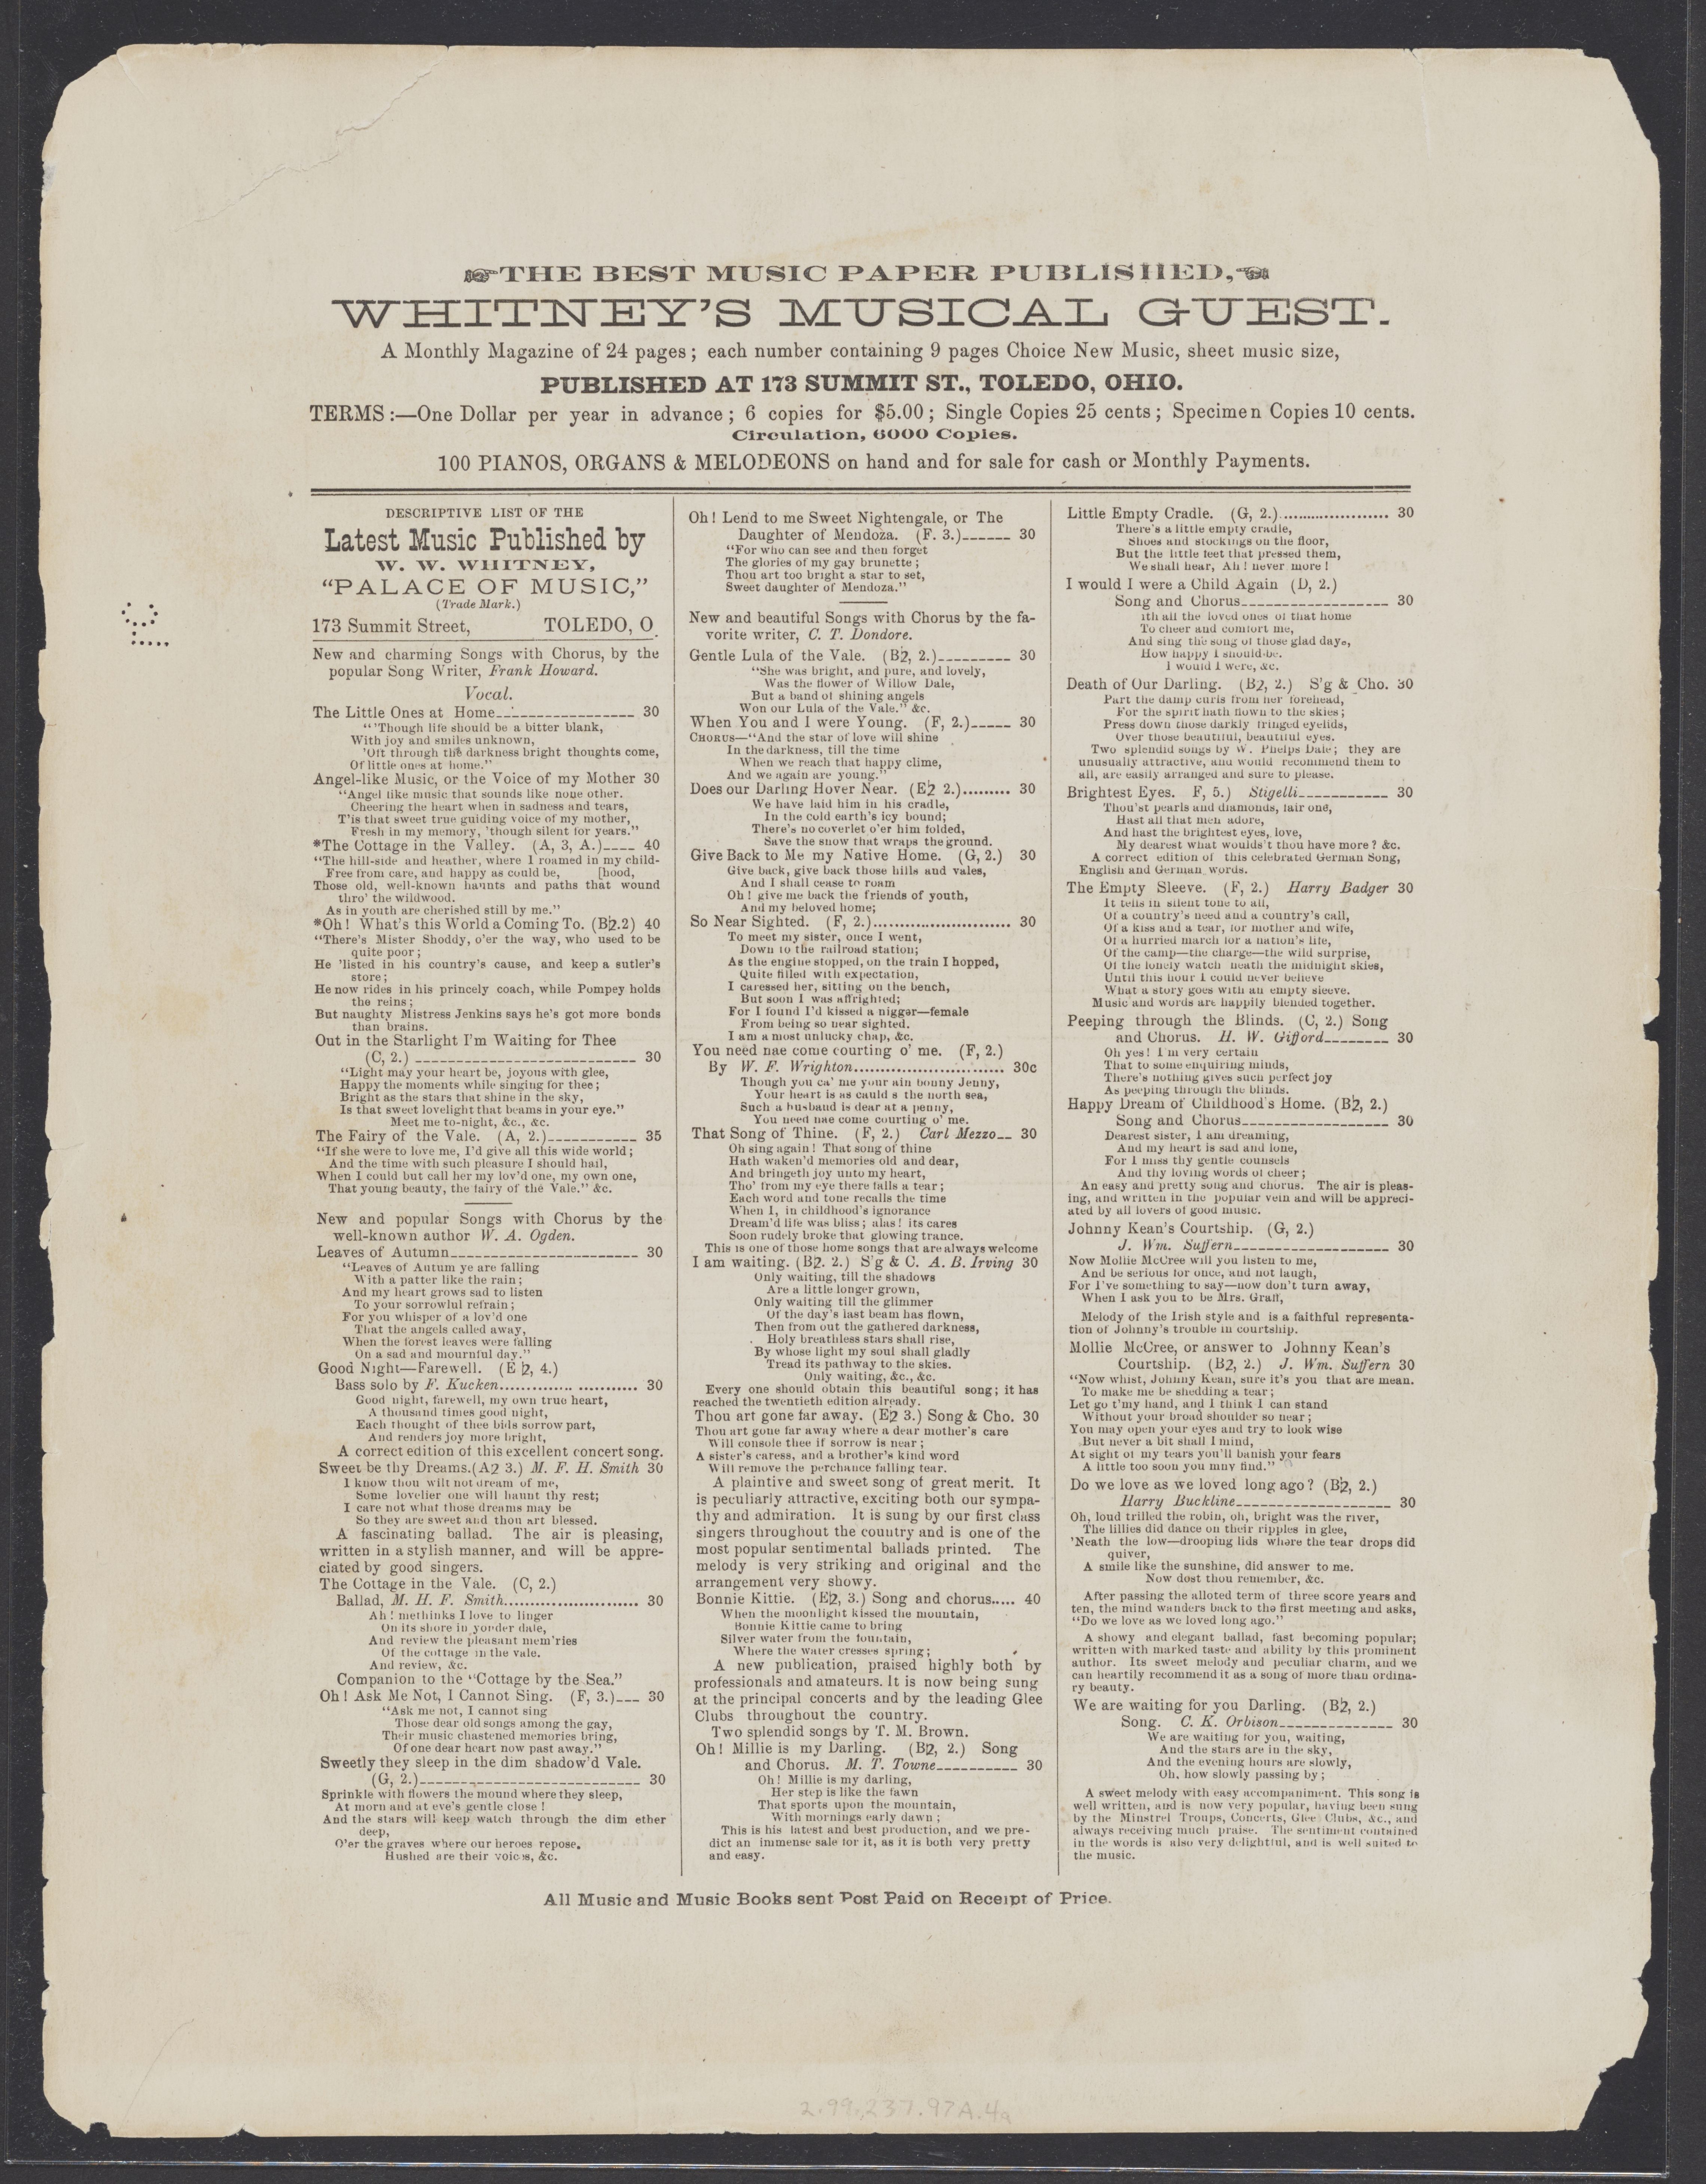 THE BEST MUSIC PAPER PUBLISHED,
WHITNEY'S MUSICAL GUEST.
A Monthly Magazine of 24 pages; each number containing 9 pages Choice New Music, sheet music size,
PUBLISHED AT 173 SUMMIT ST., TOLEDO, OHIO.
TERMS:—One Dollar per year in advance; 6 copies for $5.00; Single Copies 25 cents; Specimen Copies 10 cents.
Circulation, 6000 Copies.
100 PIANOS, ORGANS & MELODEONS on hand and for sale for cash or Monthly Payments.
DESCRIPTIVE LIST OF THE
Latest Music Published by
W. W. WHITNEY,
"PALACE OF MUSIC,"
(Trade Mark.)
173 Summit Street, TOLEDO, O.
New and charming Songs with Chorus, by the
popular Song Writer, Frank Howard.
Vocal.
The Little Ones at Home 30
"'Though life should be a bitter blank,
With joy and smiles unknown,
'Oft through the darkness bright thoughts come,
Of little ones at home."
Angel-like Music, or the Voice of my Mother 30
"Angel like music that sounds like none other.
Cheering the heart when in sadness and tears,
T'is that sweet true guiding voice of my mother,
Fresh in my memory, 'though silent for years."
*The Cottage in the Valley. (A, 3, A.) 40
"The hill-side and heather, where I roamed in my child-
Free from care, and happy as could be, [hood,
Those old, well-known haunts and paths that wound
thro' the wildwood.
As in youth are cherished still by me."
*Oh! What's this World a Coming To. (B♭.2) 40
"There's Mister Shoddy, o'er the way, who used to be
quite poor;
He 'listed in his country's cause, and keep a sutler's
store;
He now rides in his princely coach, while Pompey holds
the reins;
But naughty Mistress Jenkins says he's got more bonds
than brains.
Out in the Starlight I'm Waiting for Thee
(C, 2.) 30
"Light may your heart be, joyous with glee,
Happy the moments while singing for thee;
Bright as the stars that shine in the sky,
Is that sweet lovelight that beams in your eye."
Meet me to-night, &c., &c.
The Fairy of the Vale. (A, 2.) 35
"If she were to love me, I'd give all this wide world;
And the time with such pleasure I should hail,
When I could but call her my lov'd one, my own one,
That young beauty, the fairy of the Vale." &c.
New and popular Songs with Chorus by the
well-known author W. A. Ogden.
Leaves of Autumn 30
"Leaves of Autum ye are falling
With a patter like the rain;
And my heart grows sad to listen
To your sorrowful refrain;
For you whisper of a lov'd one
That the angels called away,
When the forest leaves were falling
On a sad and mournful day."
Good Night—Farewell. (E♭, 4.)
Bass solo by F. Kucken 30
Good night, farewell, my own true heart,
A thousand times good night,
Each thought of thee bids sorrow part,
And renders joy more bright,
A correct edition of this excellent concert song.
Sweet be thy Dreams. (A♭ 3.) M. F. H. Smith 30
I know thou wilt not dream of me,
Some lovelier one will haunt thy rest;
I care not what those dreams may be
So they are sweet and thou art blessed.
A fascinating ballad. The air is pleasing,
written in a stylish manner, and will be appre-
ciated by good singers.
The Cottage in the Vale. (C, 2.)
Ballad, M. H. F. Smith 30
Ah! methinks I love to linger
On its shore in yonder dale,
And review the pleasant mem'ries
Of the cottage in the vale.
And review, &c.
Companion to the "Cottage by the Sea."
Oh! Ask Me Not, I Cannot Sing. (F, 3.) 30
"Ask me not, I cannot sing
Those dear old songs among the gay,
Their music chastened memories bring,
Of one dear heart now past away."
Sweetly they sleep in the dim shadow'd Vale.
(G, 2.) 30
Sprinkle with flowers the mound where they sleep,
At morn and at eve's gentle close!
And the stars will keep watch through the dim ether
deep,
O'er the graves where our heroes repose.
Hushed are their voices, &c.
Oh! Lend to me Sweet Nightengale, or The
Daughter of Mendoza. (F. 3.) 30
"For who can see and then forget
The glories of my gay brunette;
Thou art too bright a star to set,
Sweet daughter of Mendoza."
New and beautiful Songs with Chorus by the fa-
vorite writer, C. T. Dondore.
Gentle Lula of the Vale. (B♭, 2.) 30
"She was bright, and pure, and lovely,
Was the flower of Willow Dale,
But a band of shining angels
Won our Lula of the Vale." &c.
When You and I were Young. (F, 2.) 30
CHORUS—"And the star of love will shine
In the darkness, till the time
When we reach that happy clime,
And we again are young."
Does our Darling Hover Near. (E♭ 2.) 30
We have laid him in his cradle,
In the cold earth's icy bound;
There's no coverlet o'er him folded,
Save the snow that wraps the ground.
Give Back to Me my Native Home. (G, 2.) 30
Give back, give back those hills and vales,
And I shall cease to roam
Oh! give me back the friends of youth,
And my beloved home;
So Near Sighted. (F, 2.) 30
To meet my sister, once I went,
Down to the railroad station;
As the engine stopped, on the train I hopped,
Quite filled with expectation,
I caressed her, sitting on the bench,
But soon I was affrighted;
For I found I'd kissed a nigger—female
From being so near sighted.
I am a most unlucky chap, &c.
You need nae come courting o' me. (F, 2.)
By W. F. Wrighton 30c
Though you ca' me your ain bonny Jenny,
Your heart is as cauld s the north sea,
Such a husband is dear at a penny,
You need nae come courting o' me.
That Song of Thine. (F, 2.) Carl Mezzo 30
Oh sing again! That song of thine
Hath waken'd memories old and dear,
And bringeth joy unto my heart,
Tho' from my eye there falls a tear;
Each word and tone recalls the time
When I, in childhood's ignorance
Dream'd life was bliss; alas! its cares
Soon rudely broke that glowing trance.
This is one of those home songs that are always welcome
I am waiting. (B♭. 2.) S'g & C. A. B. Irving 30
Only waiting, till the shadows
Are a little longer grown,
Only waiting till the glimmer
Of the day's last beam has flown,
Then from out the gathered darkness,
Holy breathless stars shall rise,
By whose light my soul shall gladly
Tread its pathway to the skies.
Only waiting, &c., &c.
Every one should obtain this beautiful song; it has
reached the twentieth edition already.
Thou art gone far away. (E♭ 3.) Song & Cho. 30
Thou art gone far away where a dear mother's care
Will console thee if sorrow is near;
A sister's caress, and a brother's kind word
Will remove the perchance falling tear.
A plaintive and sweet song of great merit. It
is peculiarly attractive, exciting both our sympa-
thy and admiration. It is sung by our first class
singers throughout the country and is one of the
most popular sentimental ballads printed. The
melody is very striking and original and the
arrangement very showy.
Bonnie Kittie. (E♭, 3.) Song and chorus 40
When the moonlight kissed the mountain,
Bonnie Kittie came to bring
Silver water from the fountain,
Where the water cresses spring;
A new publication, praised highly both by
professionals and amateurs. It is now being sung
at the principal concerts and by the leading Glee
Clubs throughout the country.
Two splendid songs by T. M. Brown.
Oh! Millie is my Darling. (B♭, 2.) Song
and Chorus. M. T. Towne 30
Oh! Millie is my darling,
Her step is like the fawn
That sports upon the mountain,
With mornings early dawn;
This is his latest and best production, and we pre-
dict an immense sale for it, as it is both very pretty
and easy.
Little Empty Cradle. (G, 2.) 30
There's a little empty cradle,
Shoes and stockings on the floor,
But the little feet that pressed them,
We shall hear, Ah! never more!
I would I were a Child Again (D, 2.)
Song and Chorus 30
ith all the loved ones of that home
To cheer and comfort me,
And sing the song of those glad days,
How happy I should be.
I would I were, &c.
Death of Our Darling. (B♭, 2.) S'g & Cho. 30
Part the damp curls from her forehead,
For the spirit hath flown to the skies;
Press down those darkly fringed eyelids,
Over those beautiful, beautiful eyes.
Two splendid songs by W. Phelps Dale; they are
unusually attractive, and would recommend them to
all, are easily arranged and sure to please.
Brightest Eyes. F, 5.) Stigelli 30
Thou'st pearls and diamonds, fair one,
Hast all that men adore,
And hast the brightest eyes, love,
My dearest what woulds't thou have more? &c.
A correct edition of this celebrated German Song,
English and German words.
The Empty Sleeve. (F, 2.) Harry Badger 30
It tells in silent tone to all,
Of a country's need and a country's call,
Of a kiss and a tear, for mother and wife,
Of a hurried march for a nation's life,
Of the camp—the charge—the wild surprise,
Of the lonely watch neath the midnight skies,
Until this hour I could never believe
What a story goes with an empty sleeve.
Music and words are happily blended together.
Peeping through the Blinds. (C, 2.) Song
and Chorus. H. W. Gifford 30
Oh yes! I'm very certain
That to some enquiring minds,
There's nothing gives such perfect joy
As peeping through the blinds.
Happy Dream of Childhood's Home. (B♭, 2.)
Song and Chorus 30
Dearest sister, I am dreaming,
And my heart is sad and lone,
For I miss thy gentle counsels
And thy loving words of cheer;
An easy and pretty song and chorus. The air is pleas-
ing, and written in the popular vein and will be appreci-
ated by all lovers of good music.
Johnny Kean's Courtship. (G, 2.)
J. Wm. Suffern 30
Now Mollie McCree will you listen to me,
And be serious for once, and not laugh,
For I've something to say—now don't turn away,
When I ask you to be Mrs. Graff,
Melody of the Irish style and is a faithful representa-
tion of Johnny's trouble in courtship.
Mollie McCree, or answer to Johnny Kean's
Courtship. (B♭, 2.) J. Wm. Suffern 30
"Now whist, Johnny Kean, sure it's you that are mean.
To make me be shedding a tear;
Let go t'my hand, and I think I can stand
Without your broad shoulder so near;
You may open your eyes and try to look wise
But never a bit shall I mind,
At sight of my tears you'll banish your fears
A little too soon you mny find."
Do we love as we loved long ago? (B♭, 2.)
Harry Buckline 30
Oh, loud trilled the robin, oh, bright was the river,
The lillies did dance on their ripples in glee,
'Neath the low—drooping lids where the tear drops did
quiver,
A smile like the sunshine, did answer to me.
Now dost thou remember, &c.
After passing the alloted term of three score years and
ten, the mind wanders back to the first meeting and asks,
"Do we love as we loved long ago."
A showy and elegant ballad, fast becoming popular;
written with marked taste and ability by this prominent
author. Its sweet melody and peculiar charm, and we
can heartily recommend it as a song of more than ordina-
ry beauty.
We are waiting for you Darling. (B♭, 2.)
Song. C. K. Orbison 30
We are waiting for you, waiting,
And the stars are in the sky,
And the evening hours are slowly,
Oh, how slowly passing by;
A sweet melody with easy accompaniment. This song is
well written, and is now very popular, having been sung
by the Minstrel Troups, Concerts, Glee Clubs, &c., and
always receiving much praise. The sentiment contained
in the words is also very delightful, and is well suited to
the music.
All Music and Music Books sent Post Paid on Receipt of Price.
2.99.237.97A.4a